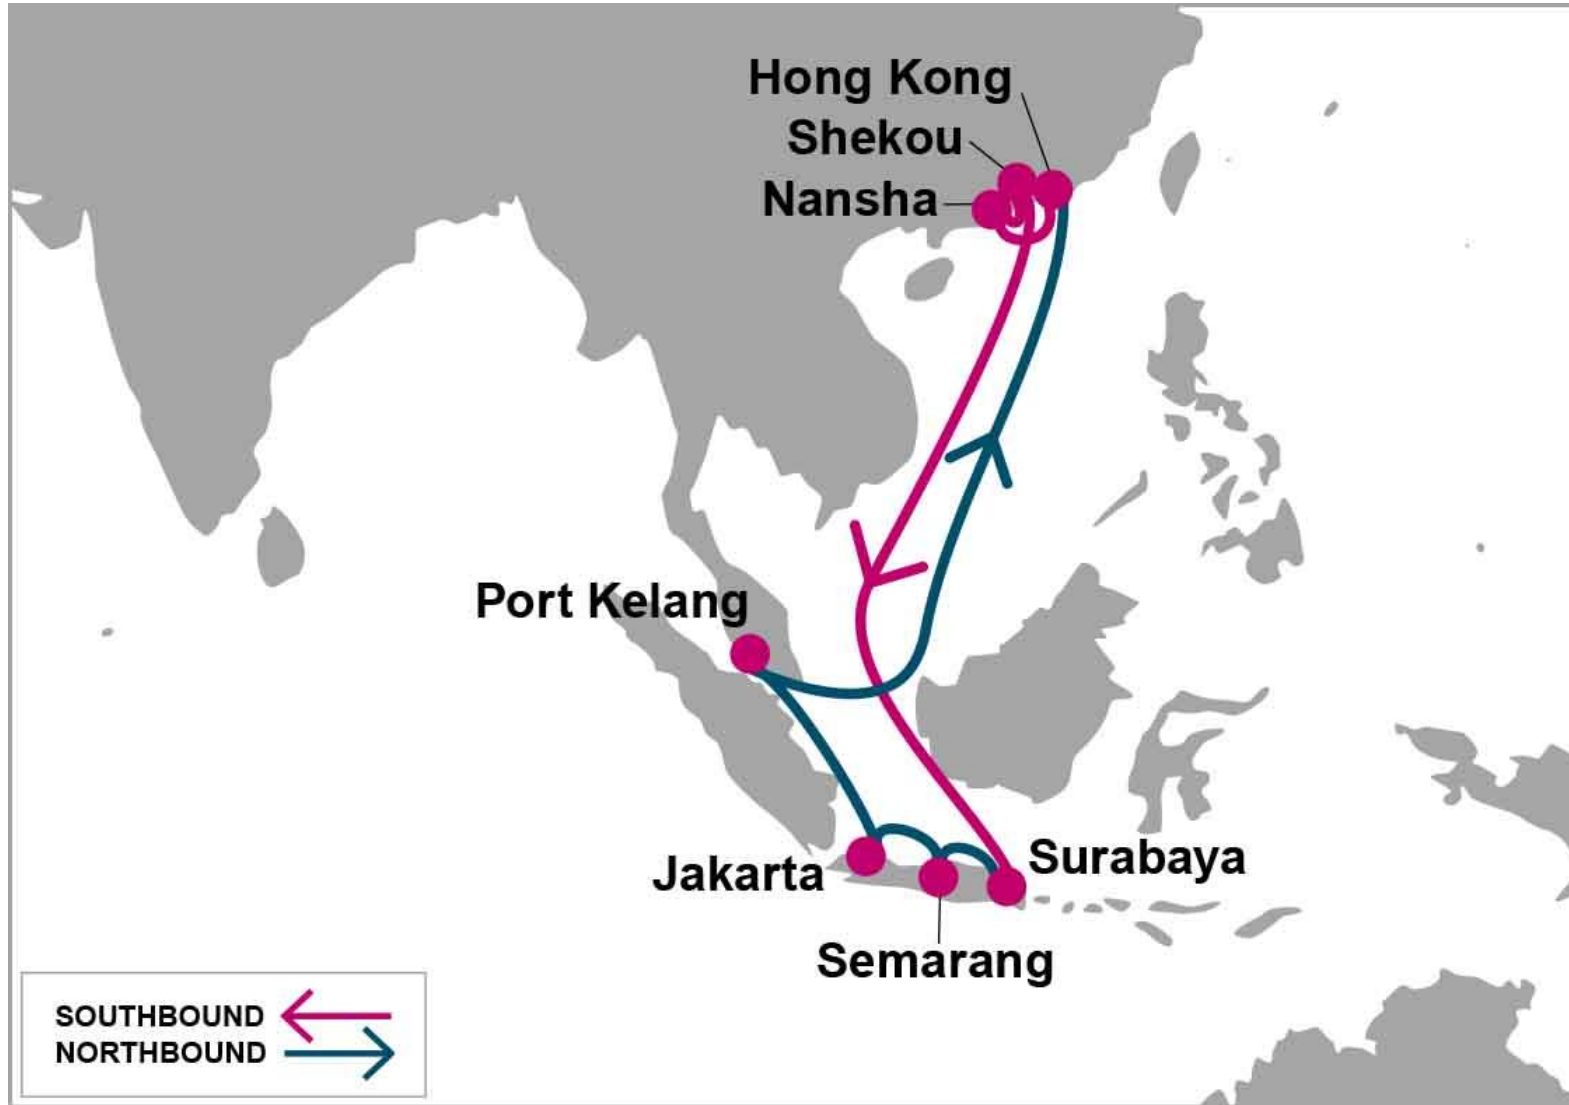 Hong Kong
Shekou
Nansha
Port Kelang
Jakarta
Surabaya
Semarang
SOUTHBOUND
NORTHBOUND